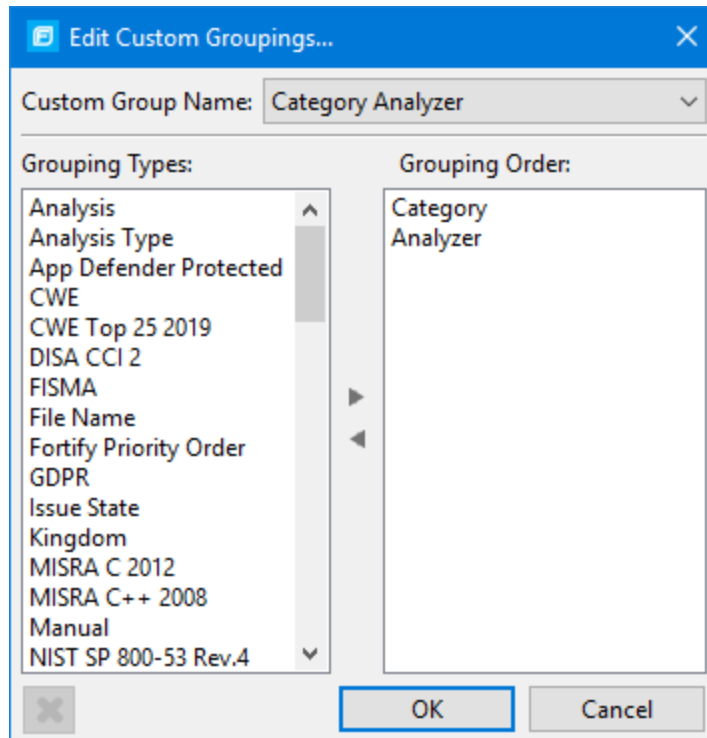 Edit Custom Groupings...
Custom Group Name: Category Analyzer
Grouping Types:
Analysis
Analysis Type
App Defender Protected
CWE
CWE Top 25 2019
DISA CCI 2
FISMA
File Name
Fortify Priority Order
GDPR
Issue State
Kingdom
MISRA C 2012
MISRA C++ 2008
Manual
NIST SP 800-53 Rev.4
Grouping Order:
Category
Analyzer
OK
Cancel